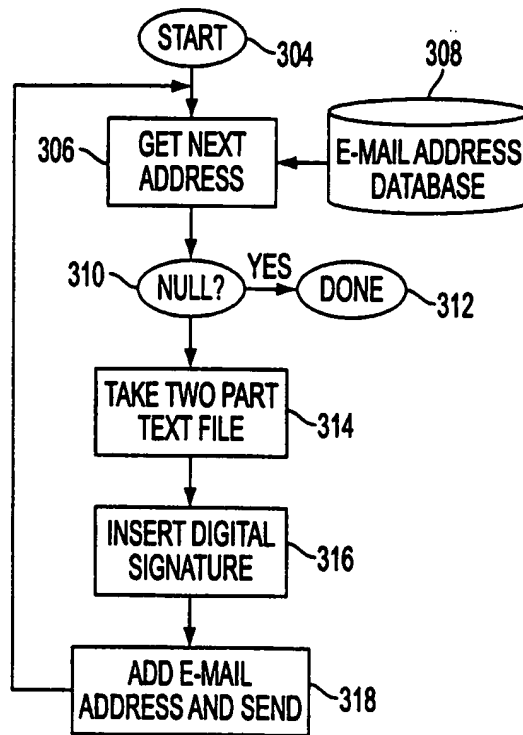 START
304
308
306
GET NEXT
ADDRESS
E-MAIL ADDRESS
DATABASE
310
NULL?
YES
DONE
312
TAKE TWO PART
TEXT FILE
314
INSERT DIGITAL
SIGNATURE
316
ADD E-MAIL
ADDRESS AND SEND
318